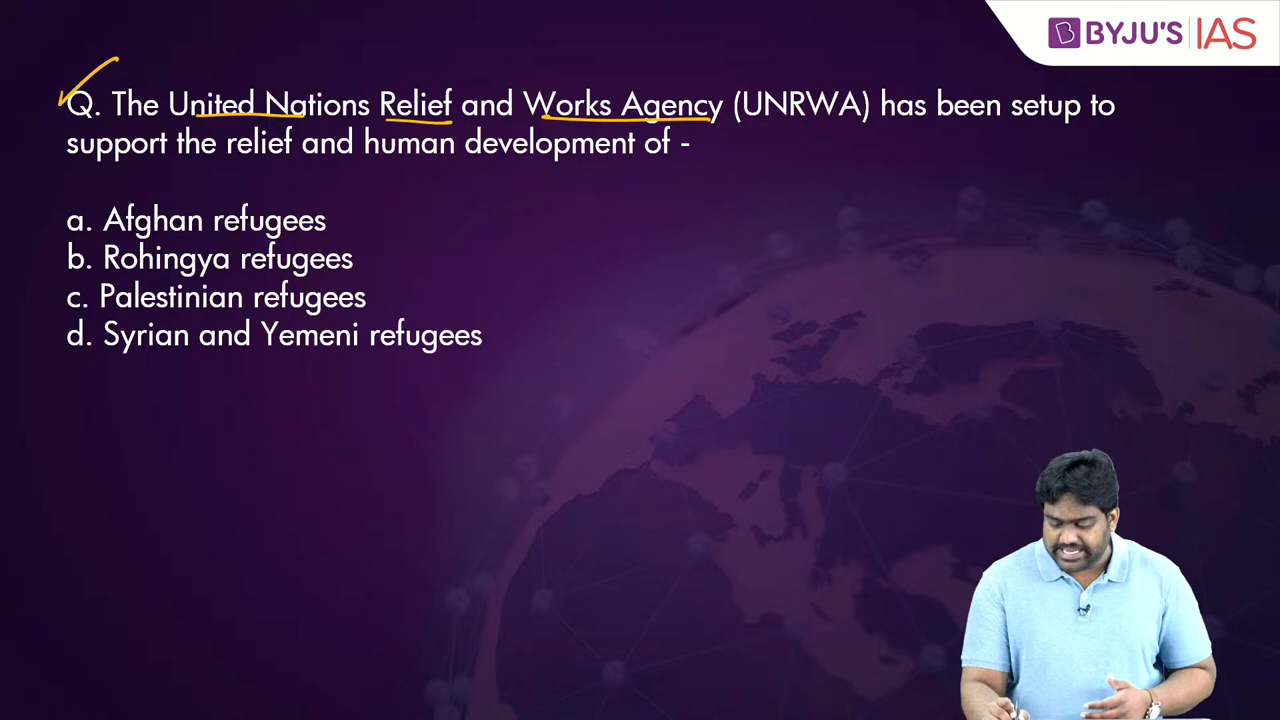 BYJU'S IAS
Q. The United Nations Relief and Works Agency (UNRWA) has been setup to
support the relief and human development of -
a. Afghan refugees
b. Rohingya refugees
c. Palestinian refugees
d. Syrian and Yemeni refugees